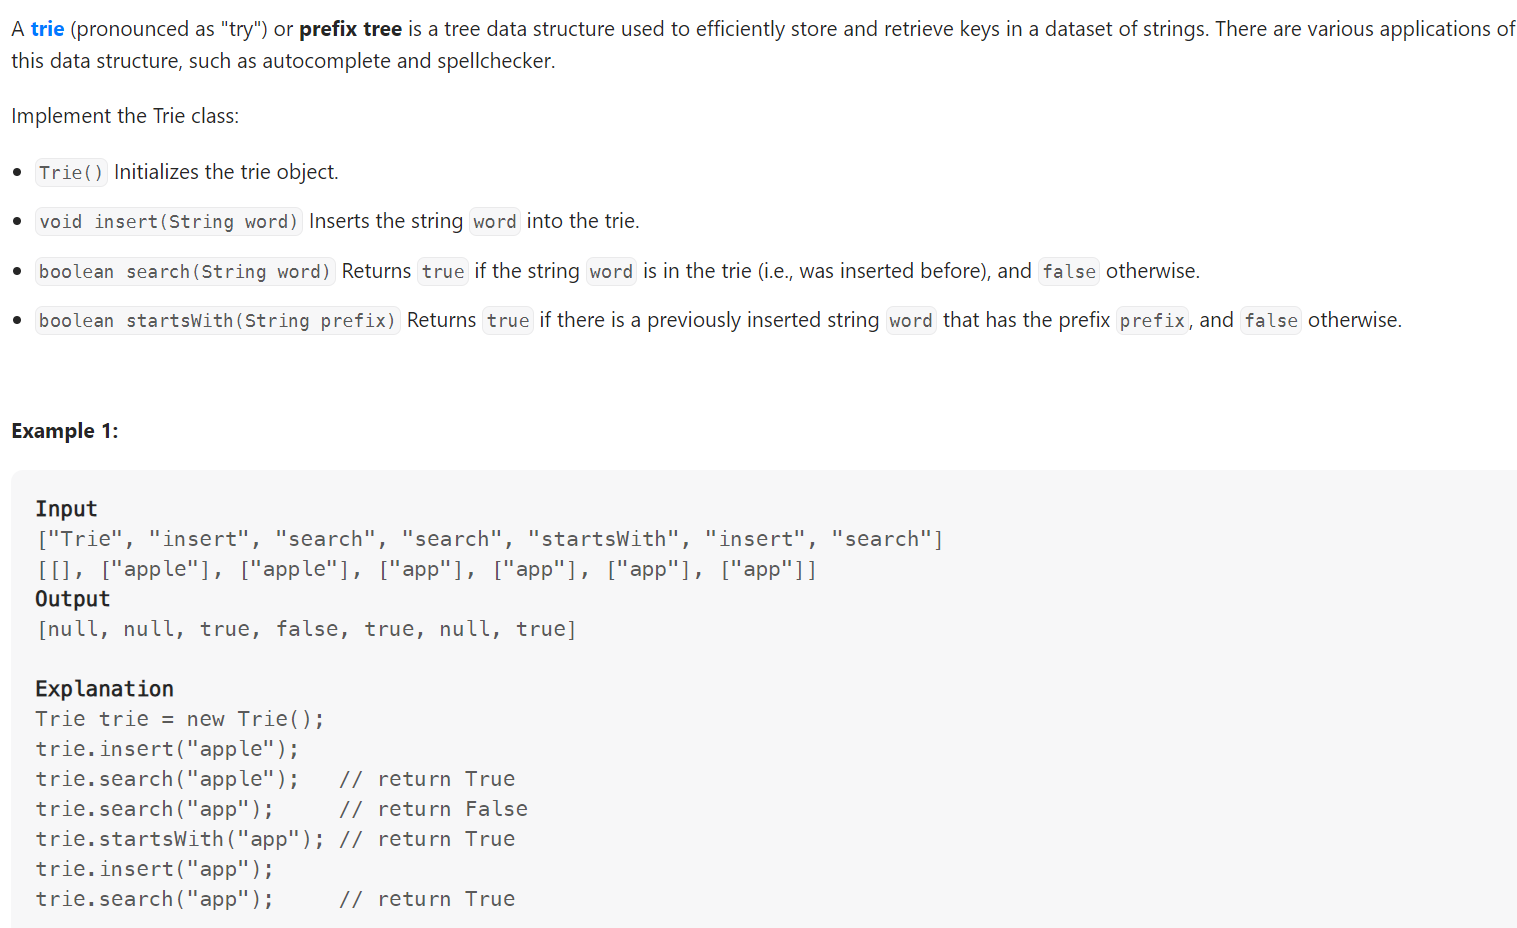 A trie (pronounced as "try") or prefix tree is a tree data structure used to efficiently store and retrieve keys in a dataset of strings. There are various applications of
this data structure, such as autocomplete and spellchecker.
Implement the Trie class:
• Trie() Initializes the trie object.
• void insert(String word) Inserts the string word into the trie.
• boolean search(String word) Returns true if the string word is in the trie (i.e., was inserted before), and false otherwise.
• boolean startsWith(String prefix) Returns true if there is a previously inserted string word that has the prefix prefix, and false otherwise.
Example 1:
Input
["Trie", "insert", "search", "search", "startsWith", "insert", "search"]
[[], ["apple"], ["apple"], ["app"], ["app"], ["app"], ["app"]]
Output
[null, null, true, false, true, null, true]
Explanation
Trie trie = new Trie();
trie.insert("apple");
trie.search("apple");   // return True
trie.search("app");     // return False
trie.startsWith("app"); // return True
trie.insert("app");
trie.search("app");     // return True